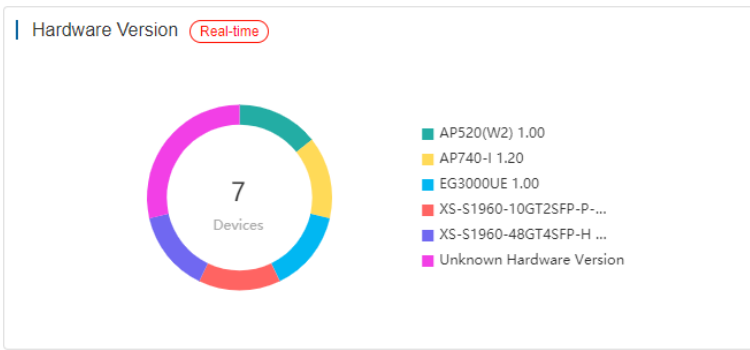 Hardware Version Real-time
7
Devices
AP520(W2) 1.00
AP740-I 1.20
EG3000UE 1.00
XS-S1960-10GT2SFP-P-...
XS-S1960-48GT4SFP-H ...
Unknown Hardware Version